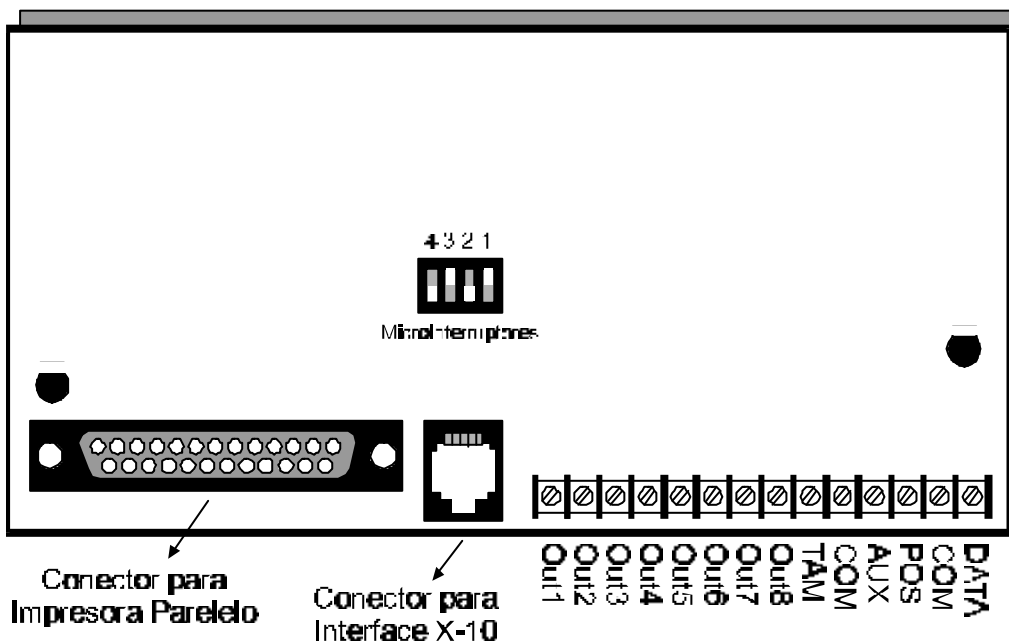 4 3 2 1
MicroInterruptores
Conector para
Impresora Parelelo
Conector para
Interface X-10
Out1
Out2
Out3
Out4
Out5
Out6
Out7
Out8
TAM
COM
AUX
POS
COM
DATA